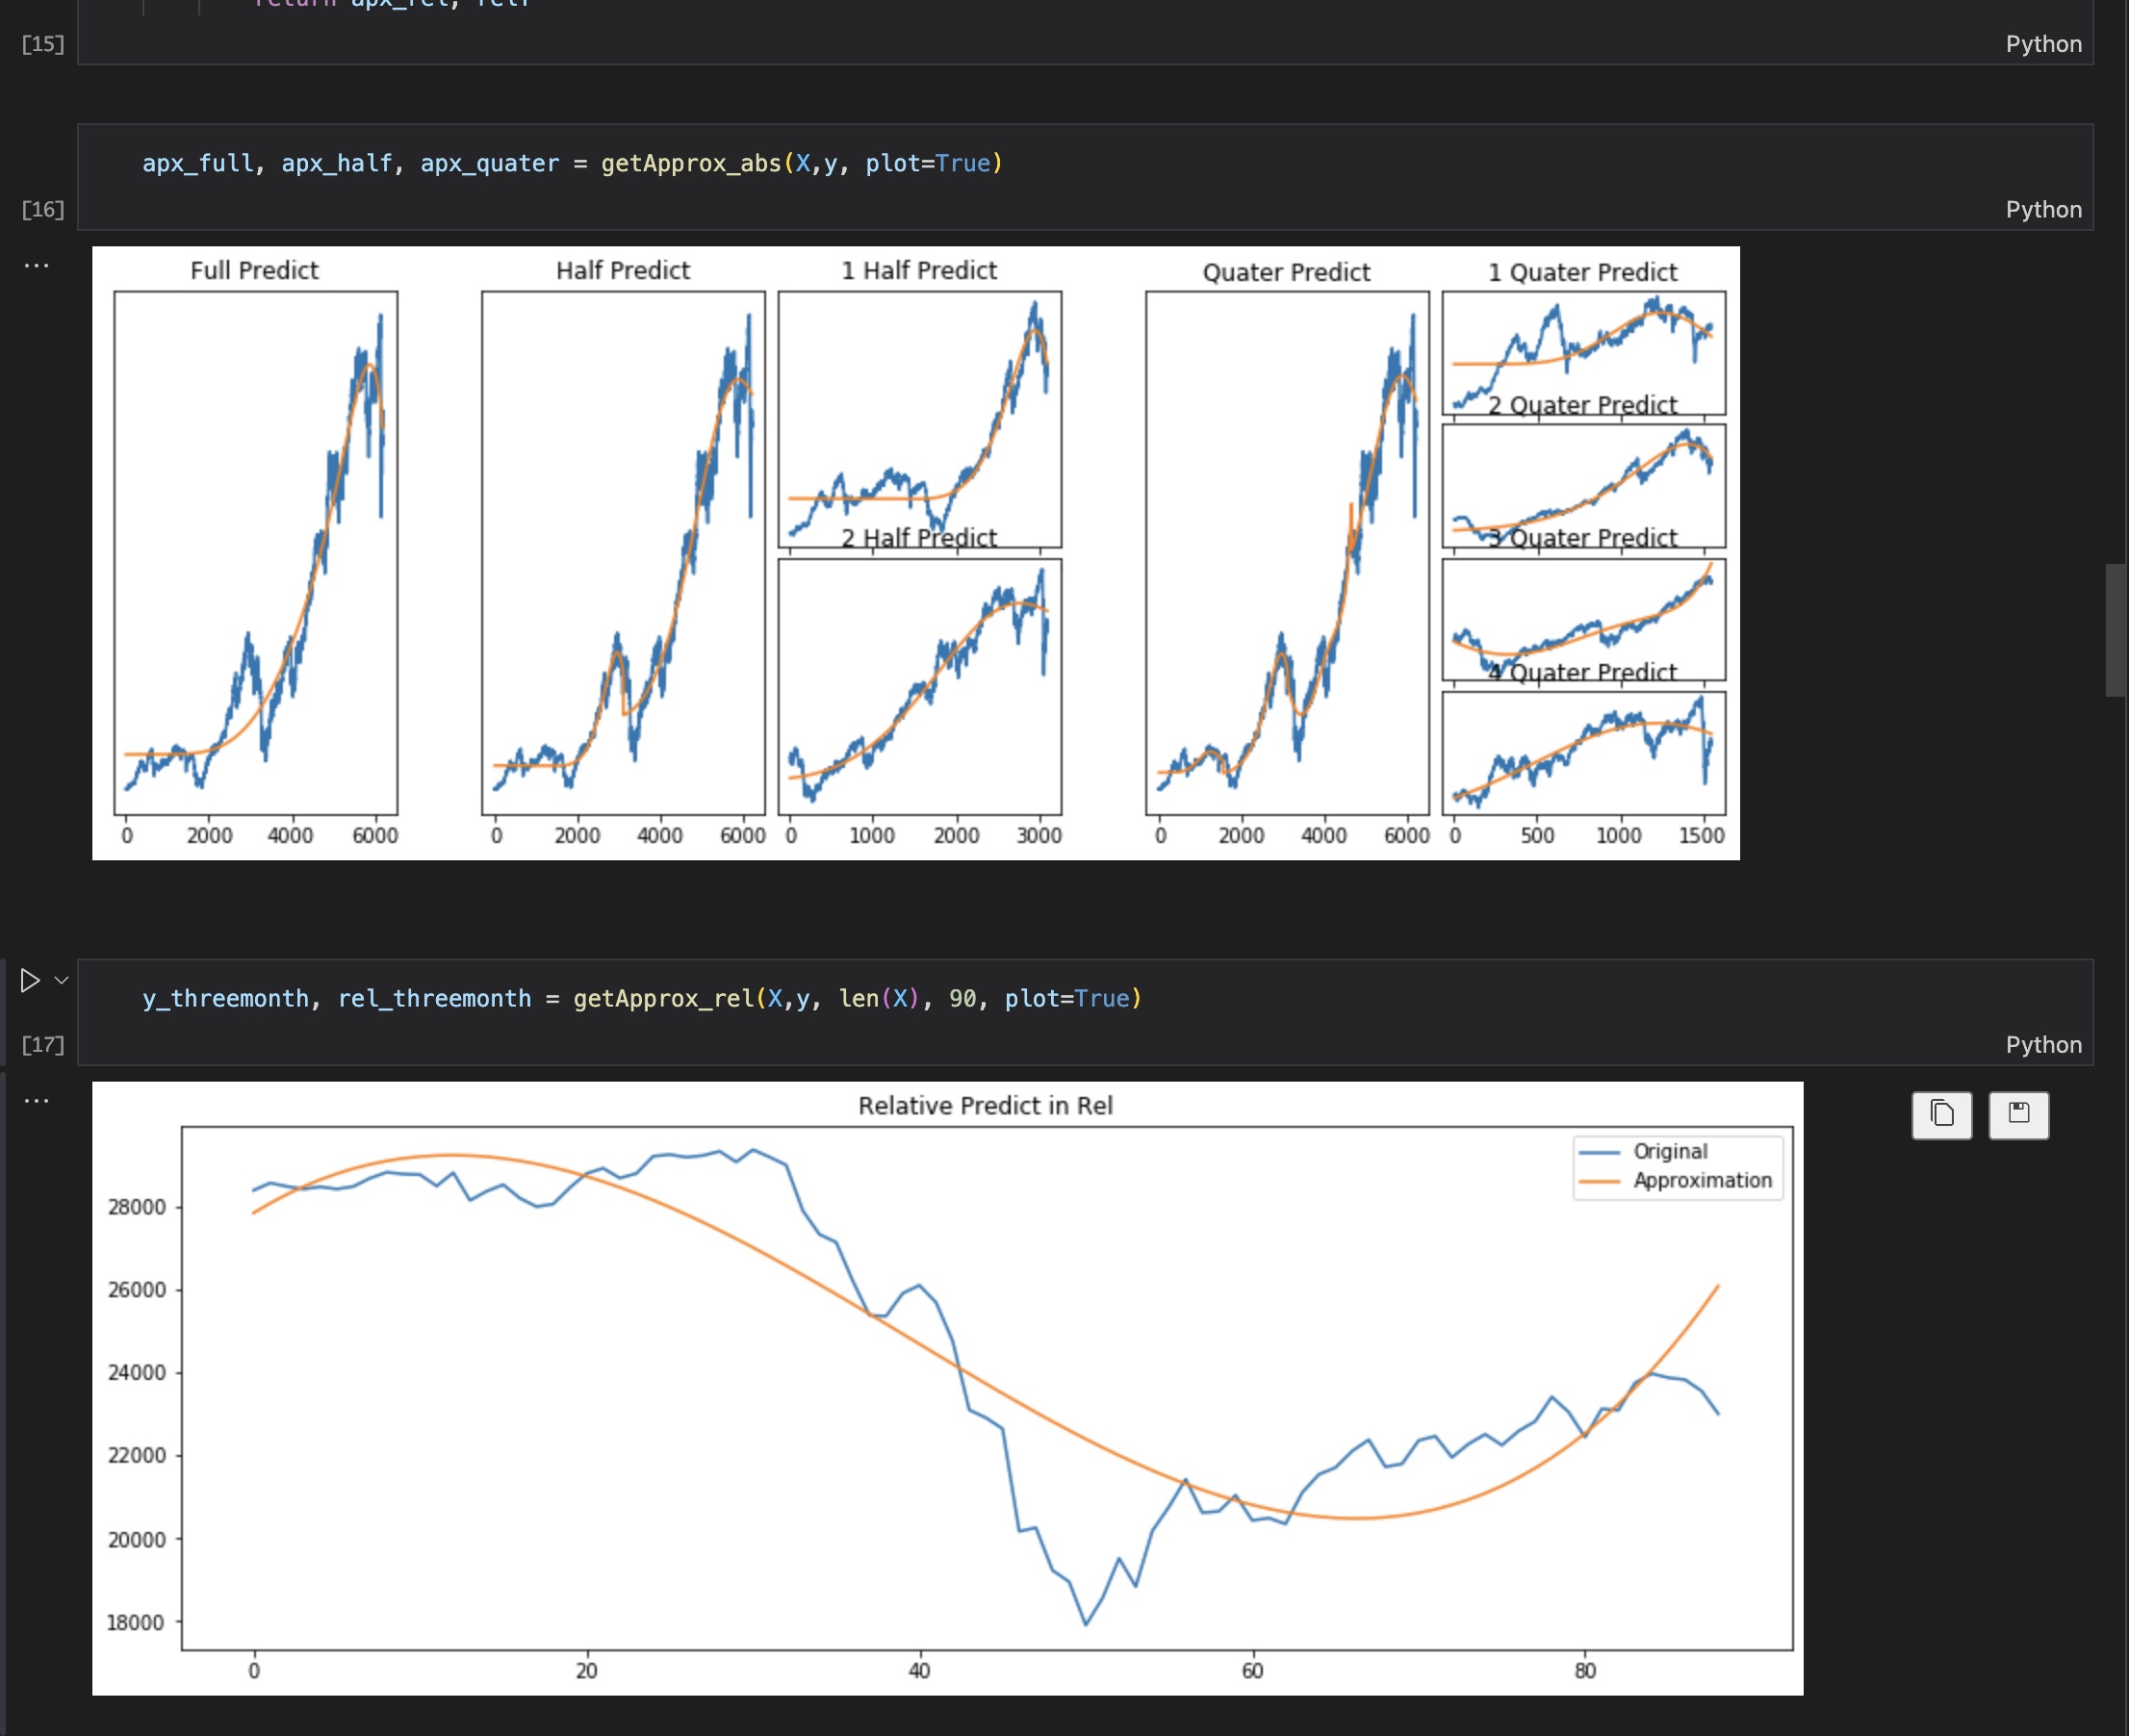 return apx_rel, relf
[15]
Python
apx_full, apx_half, apx_quater = getApprox_abs(X,y, plot=True)
[16]
Python
...
Full Predict
0 2000 4000 6000
Half Predict
0 2000 4000 6000
1 Half Predict
2 Half Predict
0 1000 2000 3000
Quater Predict
0 2000 4000 6000
1 Quater Predict
2 Quater Predict
3 Quater Predict
4 Quater Predict
0 500 1000 1500
y_threemonth, rel_threemonth = getApprox_rel(X,y, len(X), 90, plot=True)
[17]
Python
...
Relative Predict in Rel
Original
Approximation
28000
26000
24000
22000
20000
18000
0 20 40 60 80